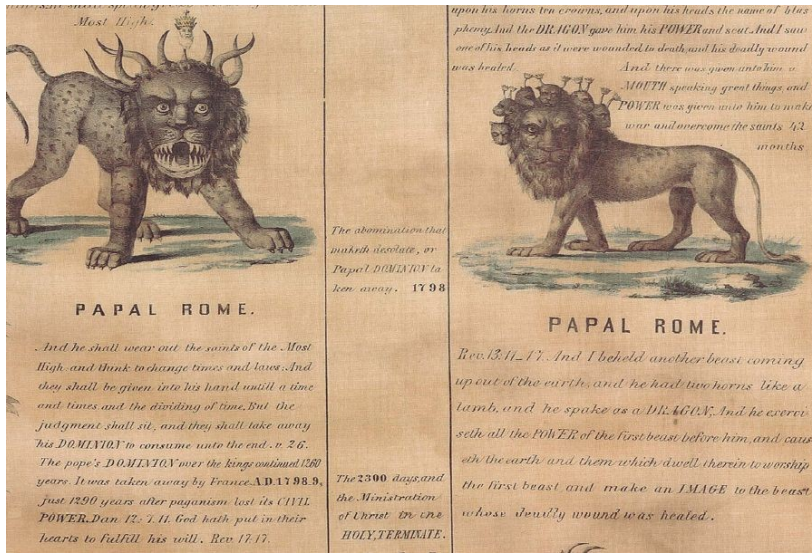 Most High.
PAPAL ROME.
And he shall wear out the saints of the Most
High, and think to change times and laws. And
they shall be given into his hand untill a time
and times and the dividing of time. But the
judgment shall sit, and they shall take away
his DOMINION to consume unto the end. v. 26.
The pope's DOMINION over the kings continued 1260
years. It was taken away by France A.D. 1798.9,
just 1290 years after paganism lost its CIVIL
POWER. Dan 12. 7.11. God hath put in their
hearts to fulfill his will. Rev. 17.17.
The abomination that
maketh desolate, or
Papal DOMINION ta
ken away. 1798
The 2300 days, and
the Ministration
of Christ in the
HOLY, TERMINATE.
upon his horns ten crowns, and upon his heads the name of blas
phemy. And the DRAGON gave him his POWER and seat. And I saw
one of his heads as it were wounded to death, and his deadly wound
was healed. And there was given unto him a
MOUTH speaking great things, and
POWER was given unto him to make
war and overcome the saints 42
months
PAPAL ROME.
Rev. 13. 11_17. And I beheld another beast coming
up out of the earth, and he had two horns like a
lamb, and he spake as a DRAGON, And he exerci
seth all the POWER of the first beast before him, and caus
eth the earth and them which dwell therein to worship
the first beast and make an IMAGE to the beast
whose deadly wound was healed.